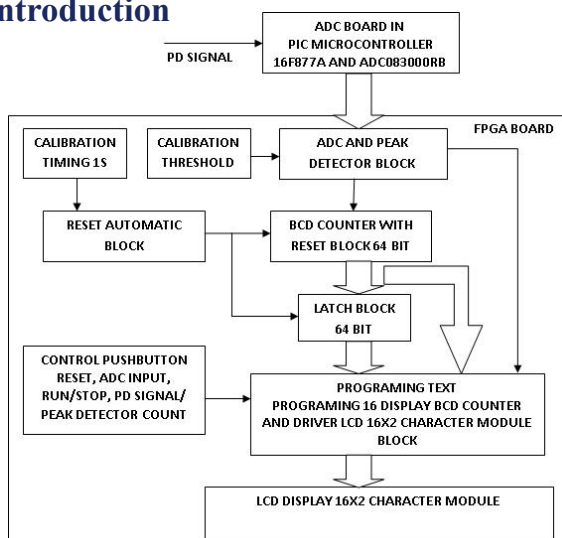 ntroduction
ADC BOARD IN
PIC MICROCONTROLLER
16F877A AND ADC083000RB
PD SIGNAL
FPGA BOARD
CALIBRATION
TIMING 1S
CALIBRATION
THRESHOLD
ADC AND PEAK
DETECTOR BLOCK
RESET AUTOMATIC
BLOCK
BCD COUNTER WITH
RESET BLOCK 64 BIT
LATCH BLOCK
64 BIT
CONTROL PUSHBUTTON
RESET, ADC INPUT,
RUN/STOP, PD SIGNAL/
PEAK DETECTOR COUNT
PROGRAMING TEXT
PROGRAMING 16 DISPLAY BCD COUNTER
AND DRIVER LCD 16X2 CHARACTER MODULE
BLOCK
LCD DISPLAY 16X2 CHARACTER MODULE